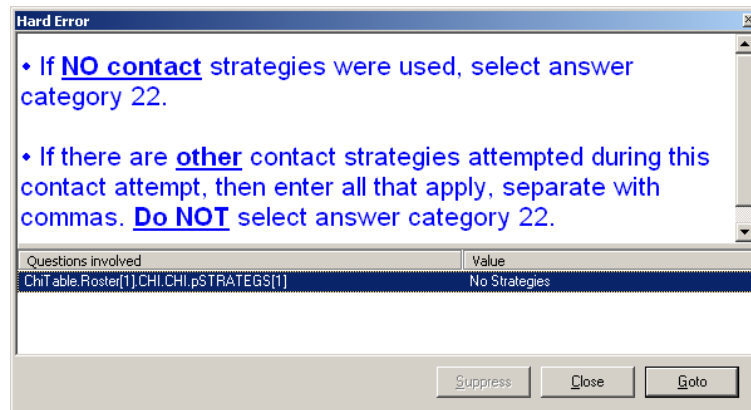 Hard Error
• If NO contact strategies were used, select answer
category 22.
• If there are other contact strategies attempted during this
contact attempt, then enter all that apply, separate with
commas. Do NOT select answer category 22.
Questions involved Value
ChiTable.Roster[1].CHI.CHI.pSTRATEGS[1] No Strategies
Suppress Close Goto